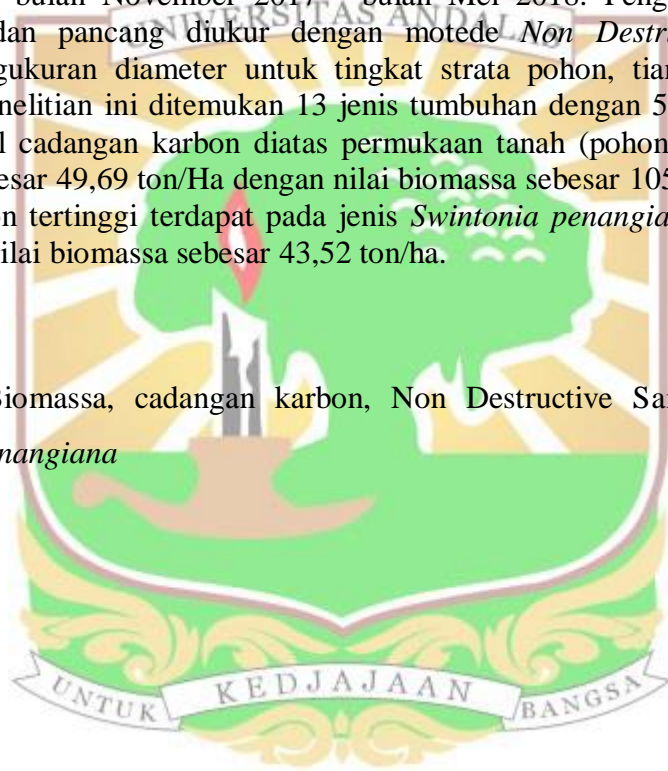 bulan November 2017 – bulan Mei 2018. Peng
UNIVERSITAS ANDALAS
dan pancang diukur dengan motede Non Destr
gukuran diameter untuk tingkat strata pohon, tian
nelitian ini ditemukan 13 jenis tumbuhan dengan 5
l cadangan karbon diatas permukaan tanah (pohon
esar 49,69 ton/Ha dengan nilai biomassa sebesar 105
on tertinggi terdapat pada jenis Swintonia penangia
nilai biomassa sebesar 43,52 ton/ha.
Biomassa, cadangan karbon, Non Destructive Sa
nangiana
UNTUK KEDJAJAAN BANGSA